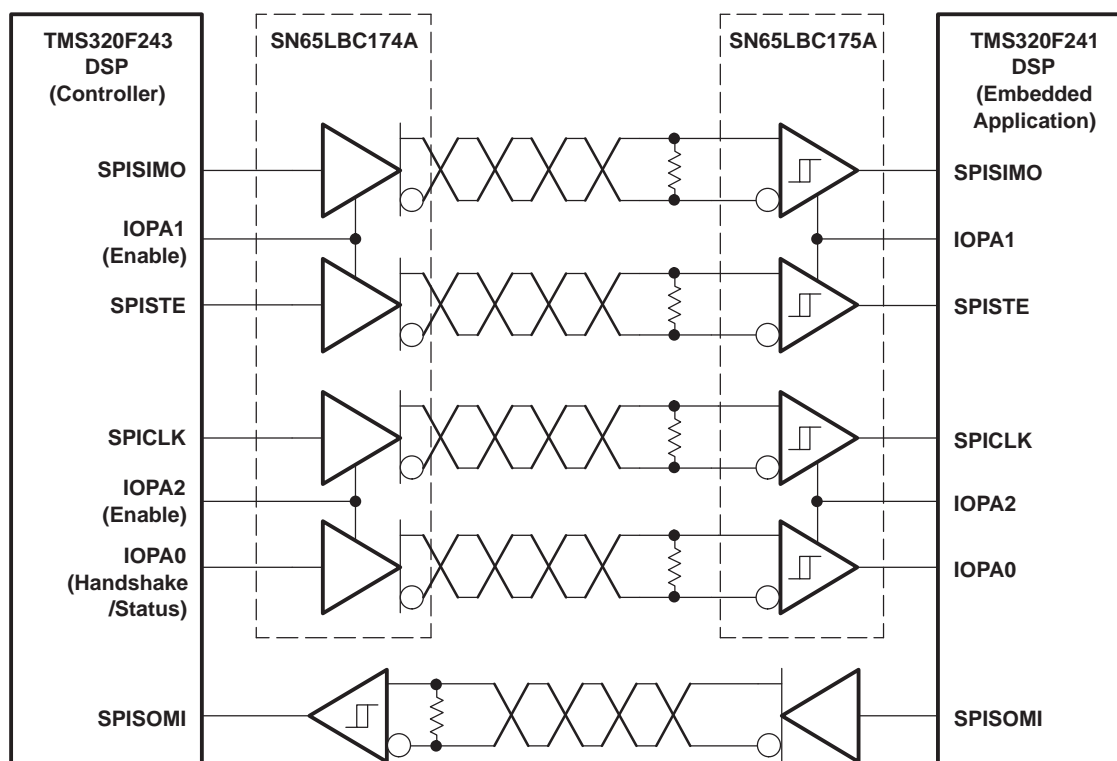 TMS320F243
DSP
(Controller)
SN65LBC174A
SN65LBC175A
TMS320F241
DSP
(Embedded
Application)
SPISIMO
SPISIMO
IOPA1
(Enable)
IOPA1
SPISTE
SPISTE
SPICLK
SPICLK
IOPA2
(Enable)
IOPA2
IOPA0
(Handshake
/Status)
IOPA0
SPISOMI
SPISOMI